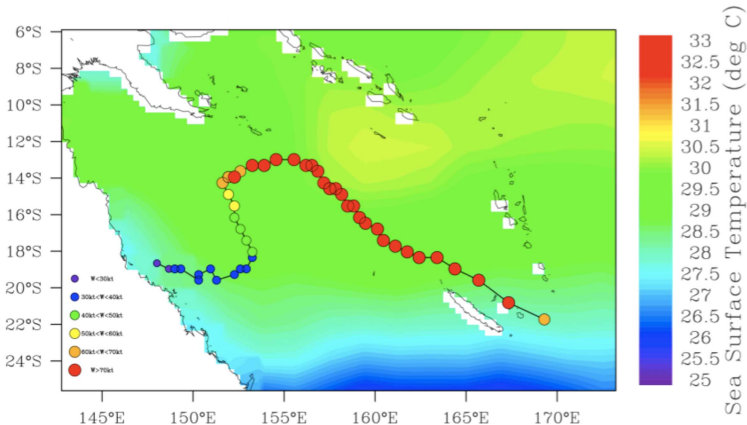 6°S
8°S
10°S
12°S
14°S
16°S
18°S
20°S
22°S
24°S
145°E
150°E
155°E
160°E
165°E
170°E
W<30kt
30kt<W<40kt
40kt<W<50kt
50kt<W<60kt
60kt<W<70kt
W>70kt
33
32.5
31.5
31
30.5
30
29.5
29
28.5
28
27.5
26.5
26
25.5
25
Sea Surface Temperature (deg C)